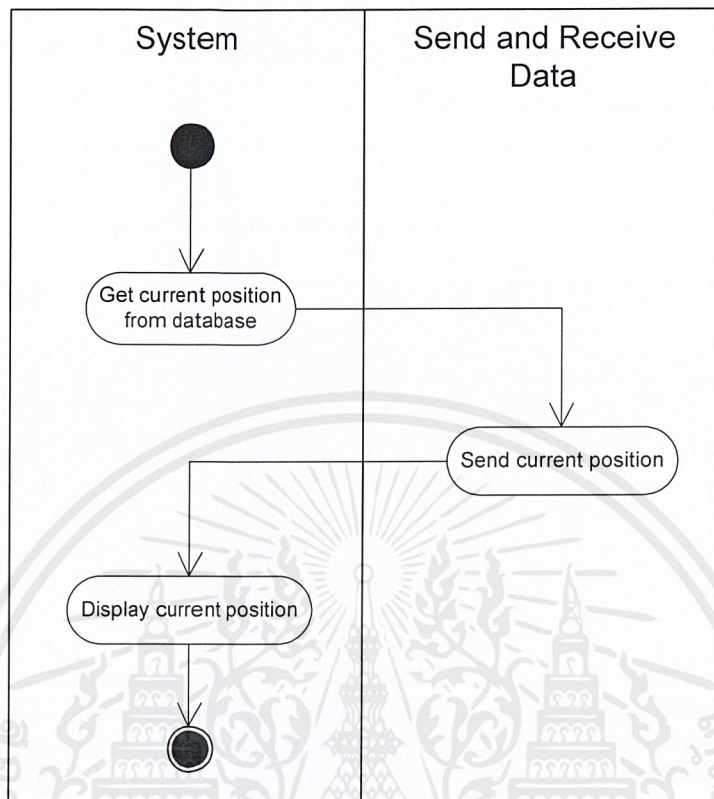 System
Send and Receive
Data
Get current position
from database
Send current position
Display current position